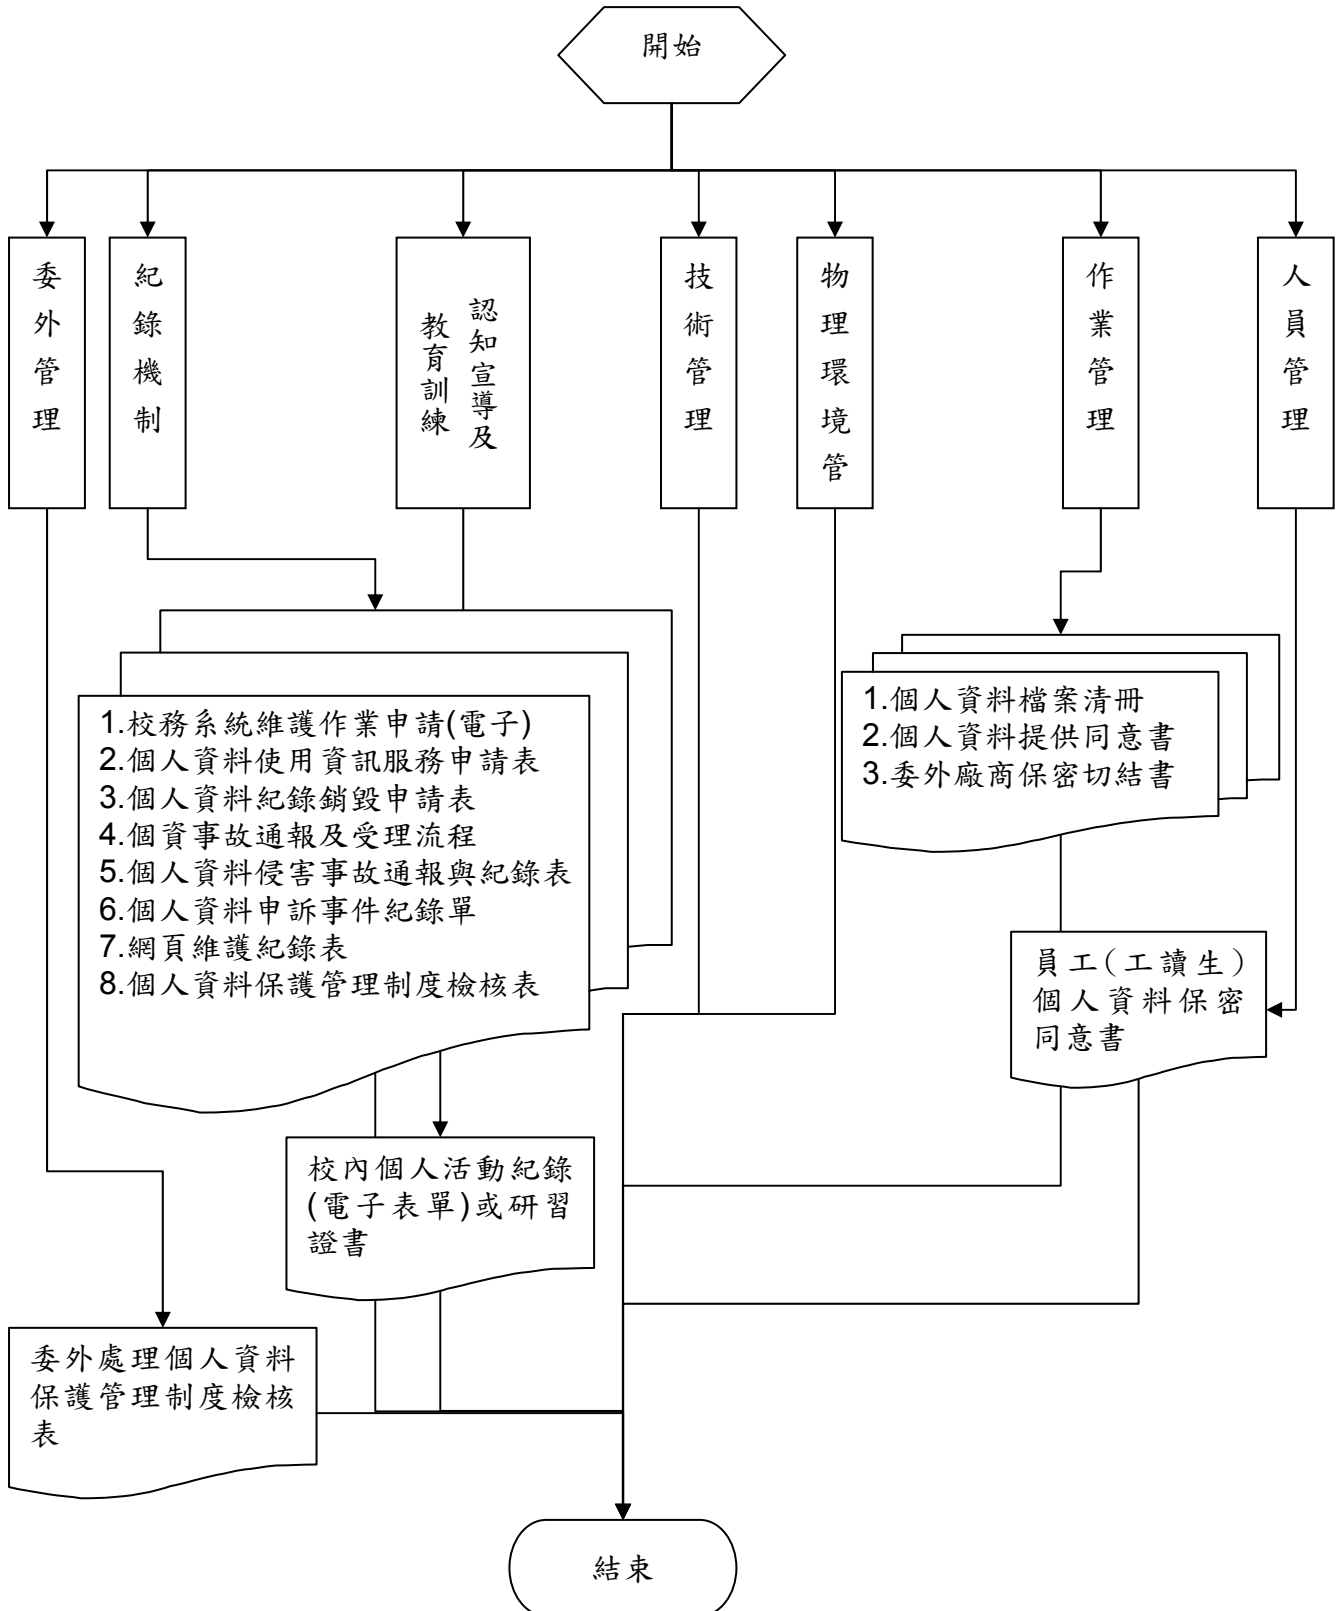 開始
委外管理
紀錄機制
認知宣導及
教育訓練
技術管理
物理環境管
作業管理
人員管理
1.校務系統維護作業申請(電子)
2.個人資料使用資訊服務申請表
3.個人資料紀錄銷毀申請表
4.個資事故通報及受理流程
5.個人資料侵害事故通報與紀錄表
6.個人資料申訴事件紀錄單
7.網頁維護紀錄表
8.個人資料保護管理制度檢核表
1.個人資料檔案清冊
2.個人資料提供同意書
3.委外廠商保密切結書
員工(工讀生)
個人資料保密
同意書
校內個人活動紀錄
(電子表單)或研習
證書
委外處理個人資料
保護管理制度檢核
表
結束